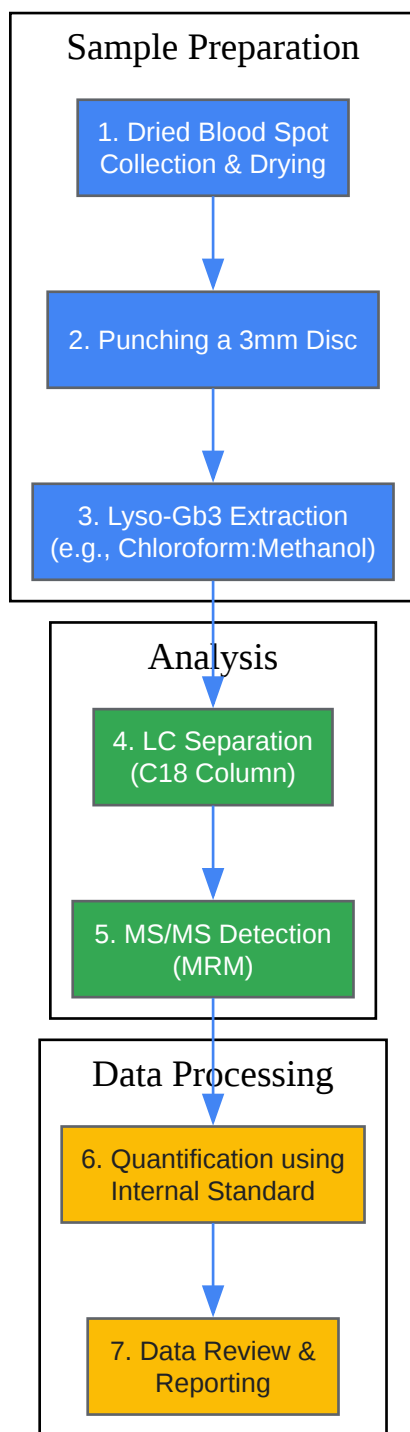 Sample Preparation
1. Dried Blood Spot
Collection & Drying
2. Punching a 3mm Disc
3. Lyso-Gb3 Extraction
(e.g., Chloroform:Methanol)
Analysis
4. LC Separation
(C18 Column)
5. MS/MS Detection
(MRM)
Data Processing
6. Quantification using
Internal Standard
7. Data Review &
Reporting